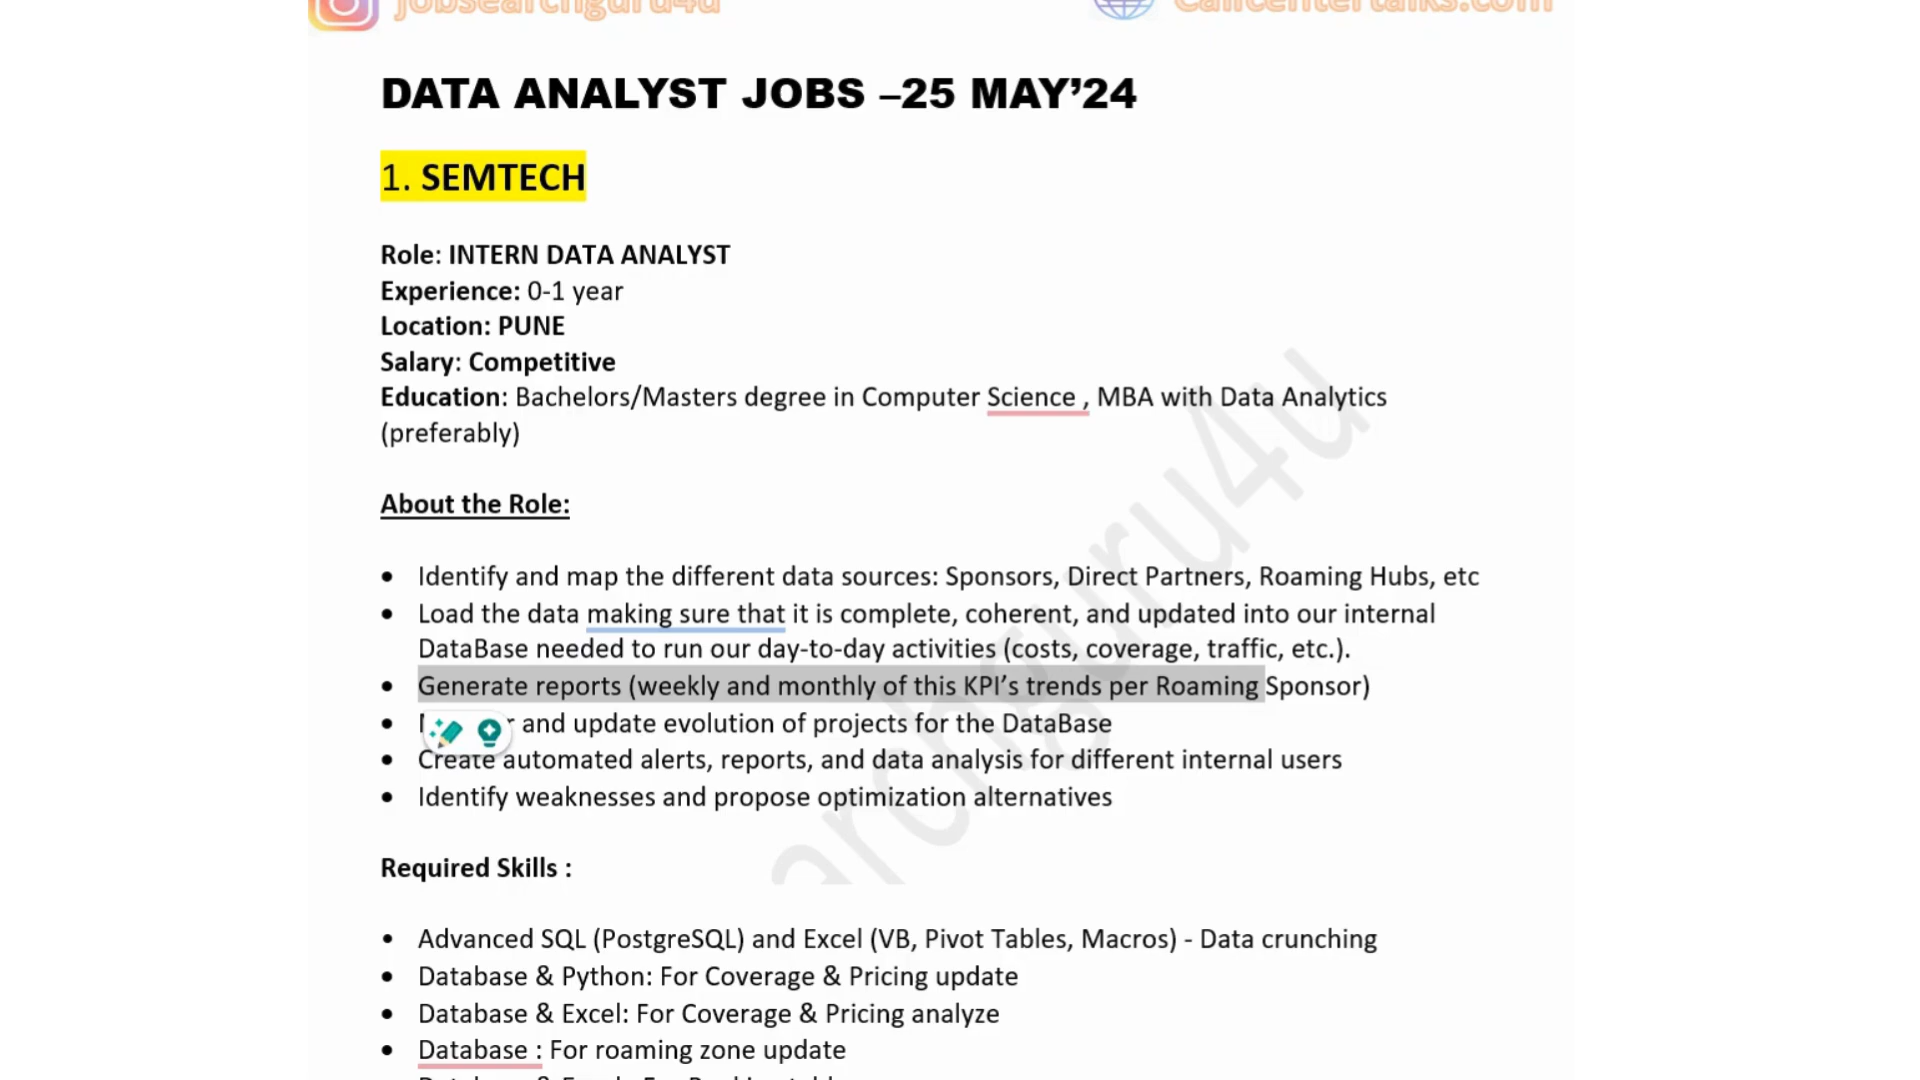 jobsearchguru4u
Callcentertalks.com
DATA ANALYST JOBS –25 MAY’24
1. SEMTECH
Role: INTERN DATA ANALYST
Experience: 0-1 year
Location: PUNE
Salary: Competitive
Education: Bachelors/Masters degree in Computer Science , MBA with Data Analytics
(preferably)
About the Role:
• Identify and map the different data sources: Sponsors, Direct Partners, Roaming Hubs, etc
• Load the data making sure that it is complete, coherent, and updated into our internal
DataBase needed to run our day-to-day activities (costs, coverage, traffic, etc.).
• Generate reports (weekly and monthly of this KPI’s trends per Roaming Sponsor)
• and update evolution of projects for the DataBase
• Create automated alerts, reports, and data analysis for different internal users
• Identify weaknesses and propose optimization alternatives
Required Skills :
• Advanced SQL (PostgreSQL) and Excel (VB, Pivot Tables, Macros) - Data crunching
• Database & Python: For Coverage & Pricing update
• Database & Excel: For Coverage & Pricing analyze
• Database : For roaming zone update
archguru4u